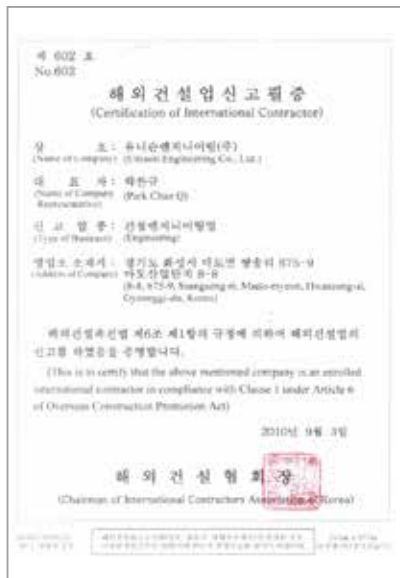 제 602 호
No.602
해외건설업신고필증
(Certification of International Contractor)
상 호 : 유니슨엔지니어링(주)
(Name of Company) (Unison Engineering Co., Ltd.)
대 표 자 :
(Name of Company (Park Chan Q)
Representative)
신 고 업 종 : 건설엔지니어링업
(Type of Business) (Engineering)
영업소 소재지 : 경기도 화성시 마도면 쌍송리 675-9
(Address of Company) 마도산업단지 8-8
(8-8, 675-9, Ssangsong-ri, Mado-myeon, Hwaseong-si,
Gyeonggi-do, Korea)
해외건설촉진법 제6조 제1항의 규정에 의하여 해외건설업의
신고를 하였음을 증명합니다.
(This is to certify that the above mentioned company is an enrolled
international contractor in compliance with Clause 1 under Article 6
of Overseas Construction Promotion Act)
2010년 9월 3일
해 외 건 설 협 회 장
(Chairman of International Contractors Association of Korea)